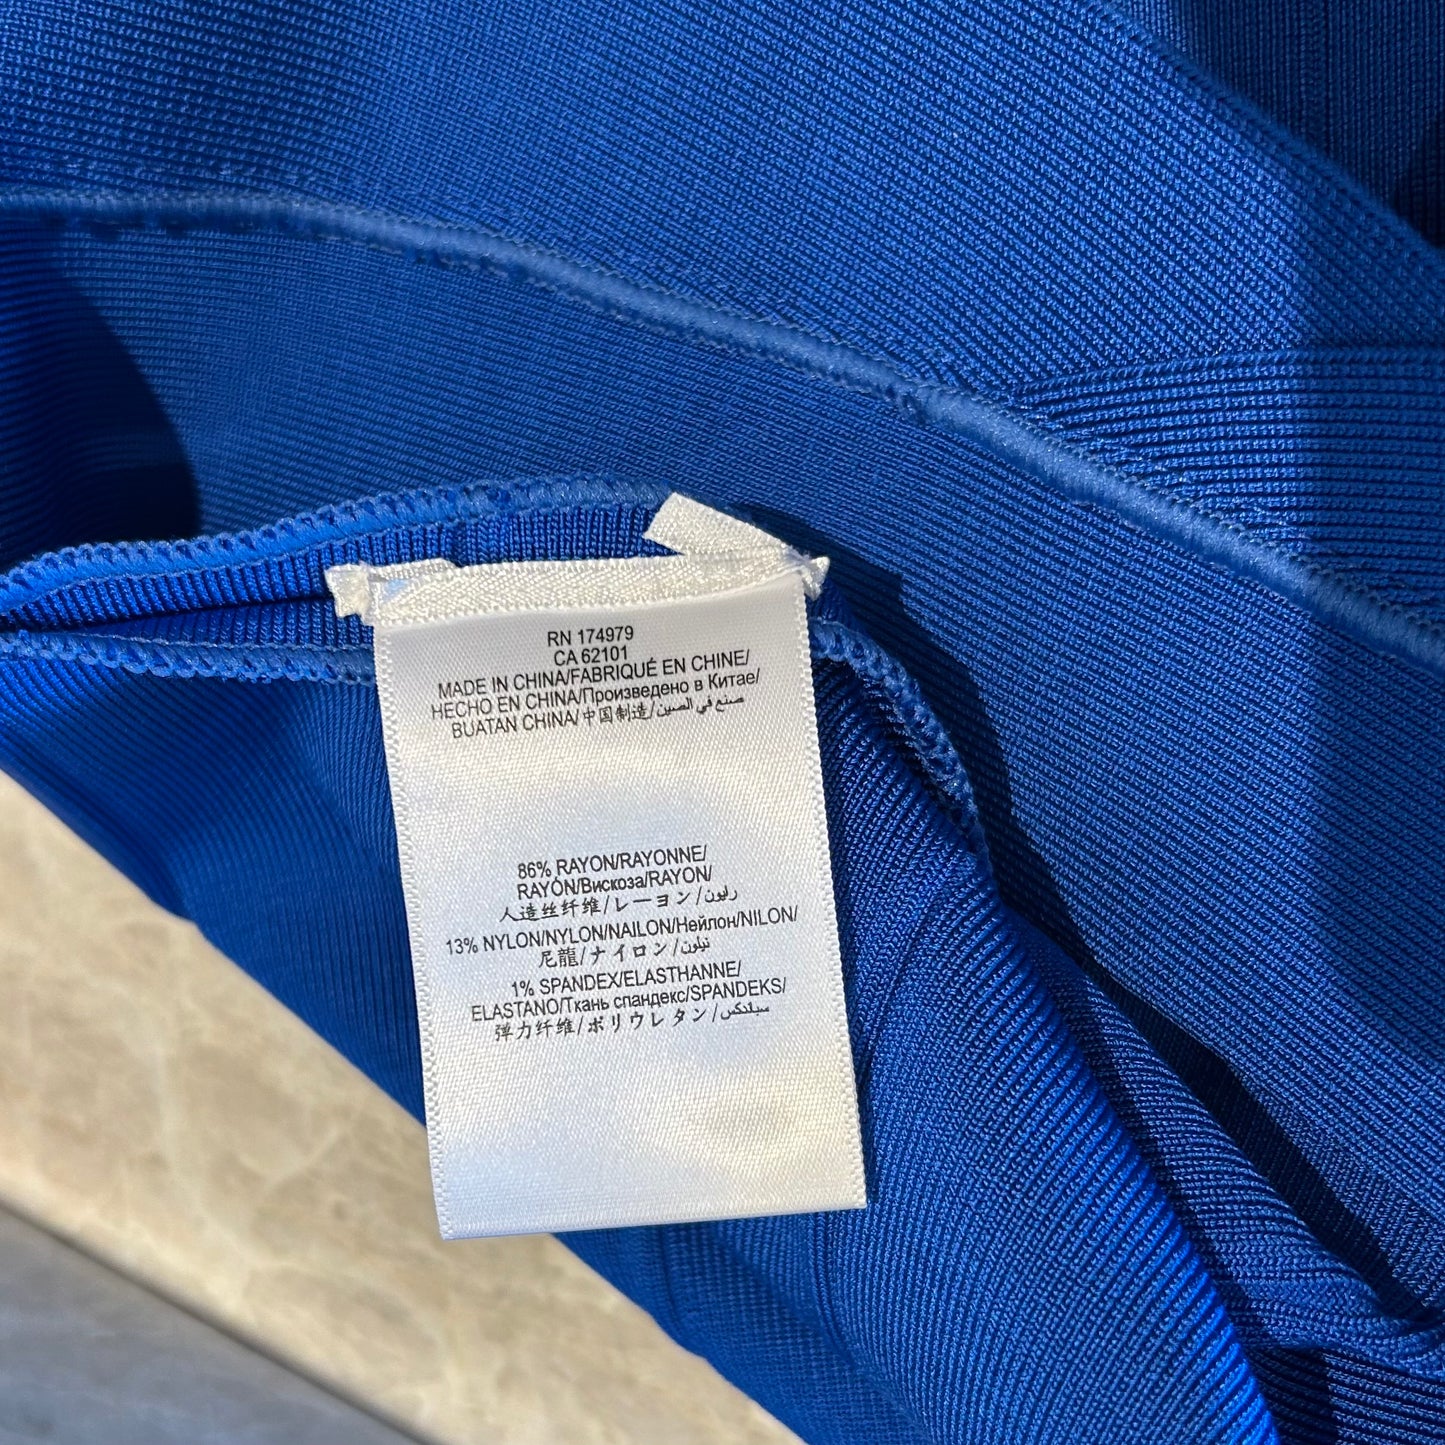 RN 174979
CA 62101
MADE IN CHINA/FABRIQUÉ EN CHINE/
HECHO EN CHINA/Произведено в Китае/
BUATAN CHINA/中国制造/صنع في الصين/
86% RAYON/RAYONNE/
RAYÓN/Вискоза/RAYON/
人造丝纤维/レーヨン/رايون/
13% NYLON/NYLON/NAILON/Нейлон/NILON/
尼龍/ナイロン/نيلون/
1% SPANDEX/ELASTHANNE/
ELASTANO/Ткань спандекс/SPANDEKS/
弹力纤维/ポリウレタン/سباندكس/